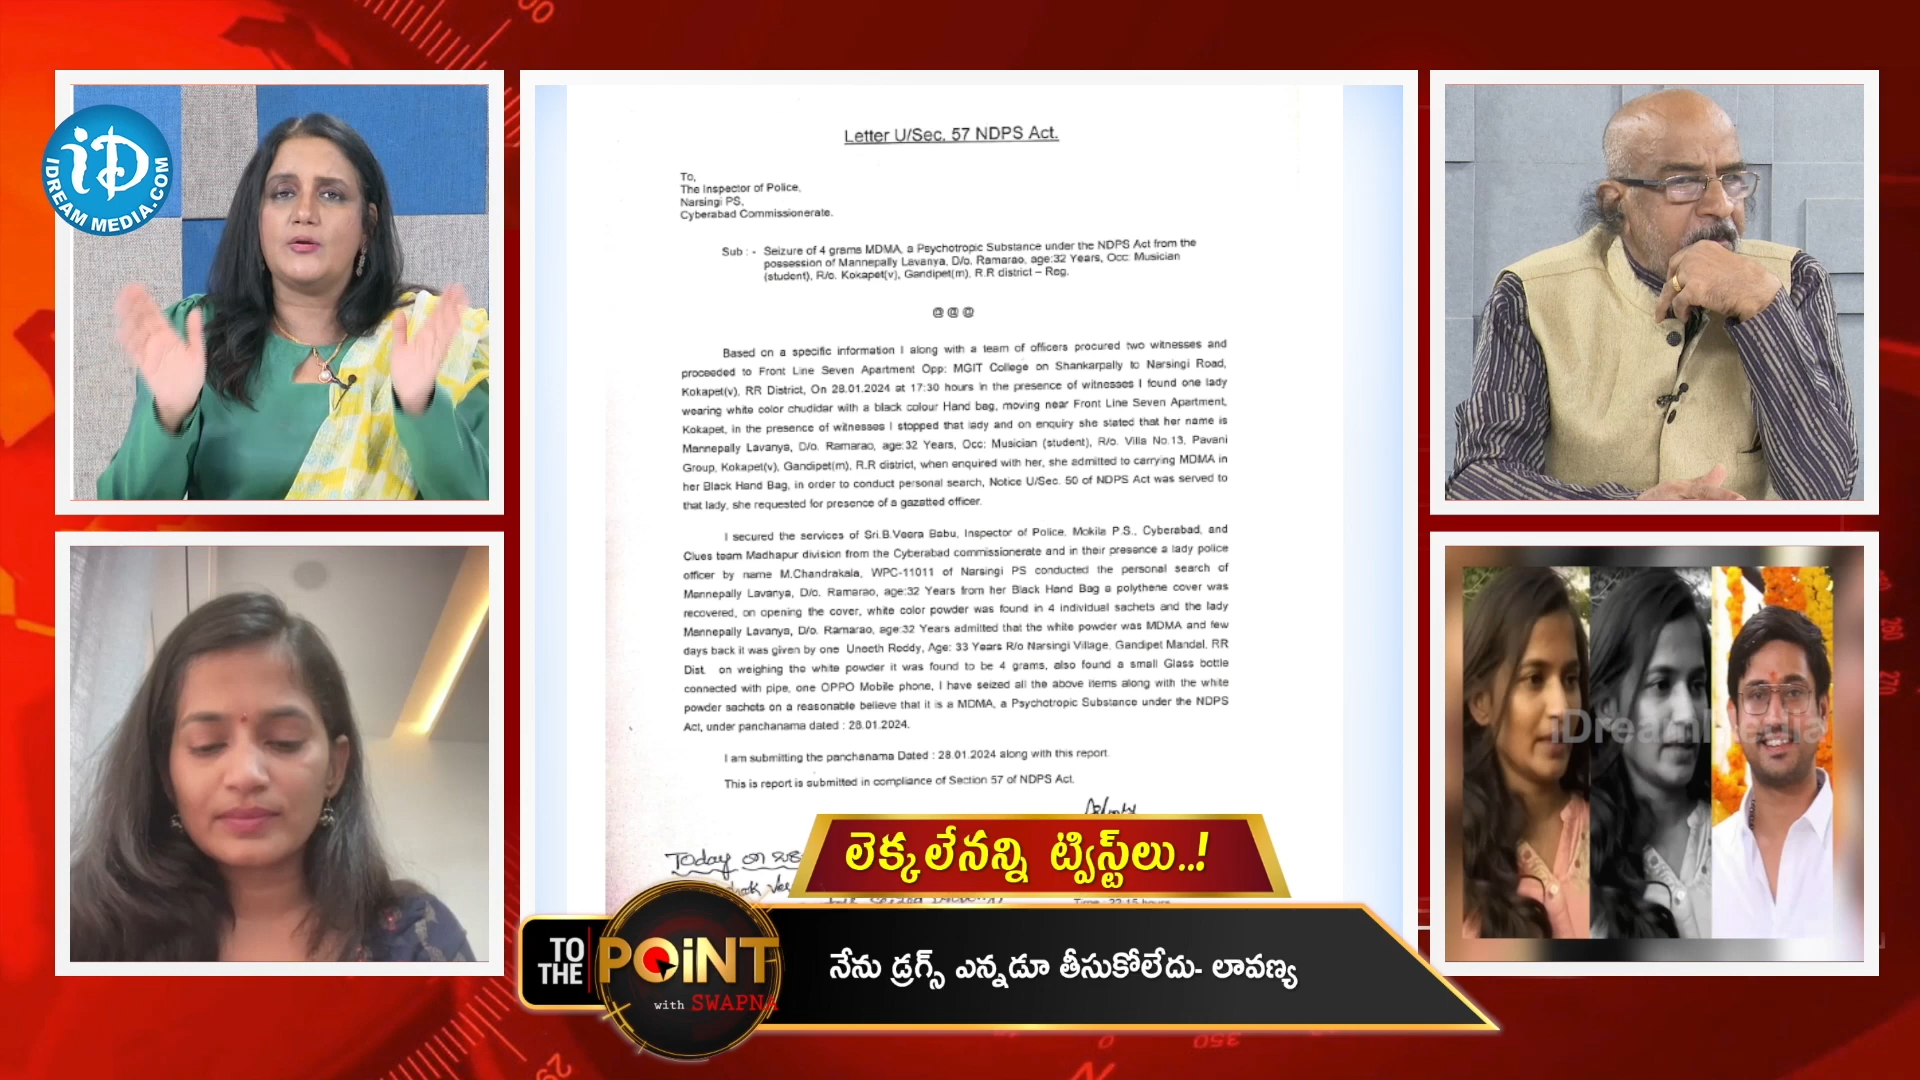 iD
IDREAM MEDIA.COM
Letter U/Sec. 57 NDPS Act.
To,
The Inspector of Police,
Narsingi PS,
Cyberabad Commissionerate.
Sub : - Seizure of 4 grams MDMA, a Psychotropic Substance under the NDPS Act from the
possession of Mannepally Lavanya, D/o. Ramarao, age:32 Years, Occ: Musician
(student), R/o. Kokapet(v), Gandipet(m), R.R district – Reg.
@@@
Based on a specific information I along with a team of officers procured two witnesses and
proceeded to Front Line Seven Apartment Opp: MGIT College on Shankarpally to Narsingi Road,
Kokapet(v), RR District, On 28.01.2024 at 17:30 hours in the presence of witnesses I found one lady
wearing white color chudidar with a black colour Hand bag, moving near Front Line Seven Apartment,
Kokapet, in the presence of witnesses I stopped that lady and on enquiry she stated that her name is
Mannepally Lavanya, D/o. Ramarao, age:32 Years, Occ: Musician (student), R/o. Villa No.13, Pavani
Group, Kokapet(v), Gandipet(m), R.R district, when enquired with her, she admitted to carrying MDMA in
her Black Hand Bag, in order to conduct personal search, Notice U/Sec. 50 of NDPS Act was served to
that lady, she requested for presence of a gazatted officer.
I secured the services of Sri.B.Veera Babu, Inspector of Police, Mokila P.S., Cyberabad, and
Clues team Madhapur division from the Cyberabad commissionerate and in their presence a lady police
officer by name M.Chandrakala, WPC-11011 of Narsingi PS conducted the personal search of
Mannepally Lavanya, D/o. Ramarao, age:32 Years from her Black Hand Bag a polythene cover was
recovered, on opening the cover, white color powder was found in 4 individual sachets and the lady
Mannepally Lavanya, D/o. Ramarao, age:32 Years admitted that the white powder was MDMA and few
days back it was given by one Uneeth Reddy, Age: 33 Years R/o Narsingi Village, Gandipet Mandal, RR
Dist. on weighing the white powder it was found to be 4 grams, also found a small Glass bottle
connected with pipe, one OPPO Mobile phone, I have seized all the above items along with the white
powder sachets on a reasonable believe that it is a MDMA, a Psychotropic Substance under the NDPS
Act, under panchanama dated : 28.01.2024.
I am submitting the panchanama Dated : 28.01.2024 along with this report.
This is report is submitted in compliance of Section 57 of NDPS Act.
Today on
Time : 22.15 hours
iDreamMedia
లెక్కలేనన్ని ట్విస్ట్‌లు..!
TO THE POiNT
with SWAPNA
నేను డ్రగ్స్ ఎన్నడూ తీసుకోలేదు- లావణ్య